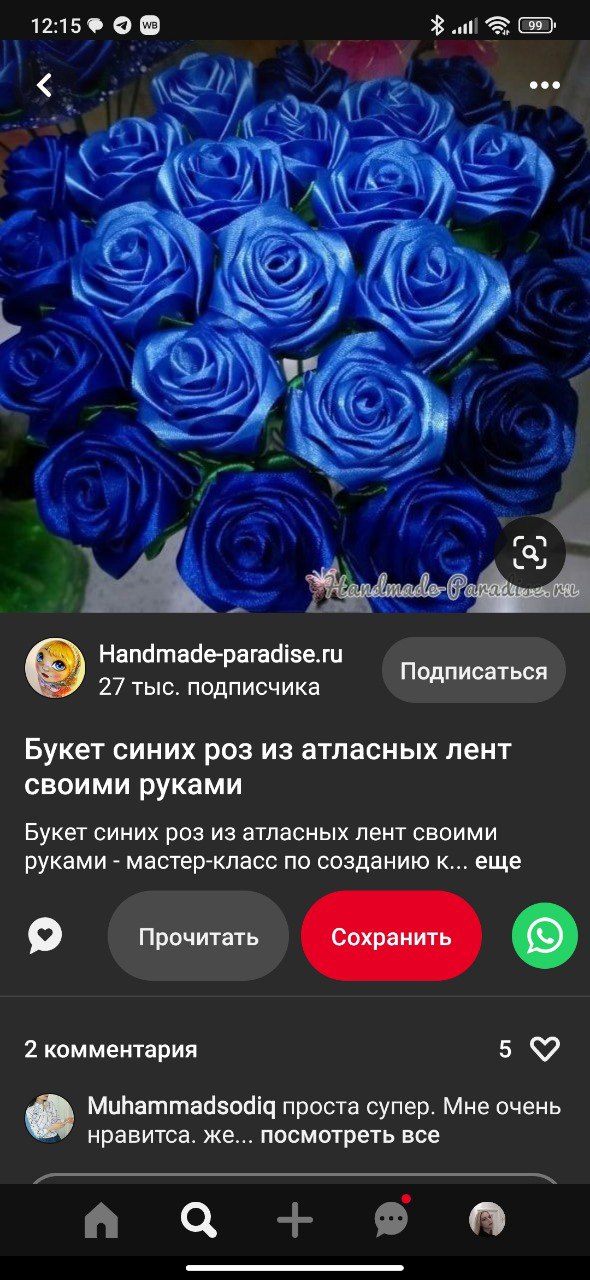 12:15
WB
99
Handmade-Paradise.ru
Handmade-paradise.ru
27 тыс. подписчика
Подписаться
Букет синих роз из атласных лент
своими руками
Букет синих роз из атласных лент своими
руками - мастер-класс по созданию к... еще
Прочитать
Сохранить
2 комментария
5
Muhammadsodiq проста супер. Мне очень
нравитса. же... посмотреть все